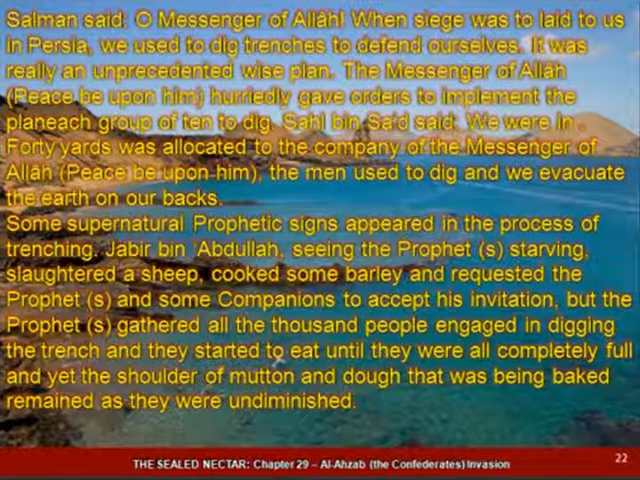 Salman said: O Messenger of Allâh! When siege was to laid to us
in Persia, we used to dig trenches to defend ourselves. It was
really an unprecedented wise plan. The Messenger of Allâh
(Peace be upon him) hurriedly gave orders to implement the
planeach group of ten to dig. Sahl bin Sa'd said: We were in .
Forty yards was allocated to the company of the Messenger of
Allâh (Peace be upon him), the men used to dig and we evacuate
the earth on our backs.
Some supernatural Prophetic signs appeared in the process of
trenching. Jabir bin 'Abdullah, seeing the Prophet (s) starving,
slaughtered a sheep, cooked some barley and requested the
Prophet (s) and some Companions to accept his invitation, but the
Prophet (s) gathered all the thousand people engaged in digging
the trench and they started to eat until they were all completely full
and yet the shoulder of mutton and dough that was being baked
remained as they were undiminished.
THE SEALED NECTAR: Chapter 29 – Al-Ahzab (the Confederates) Invasion
22